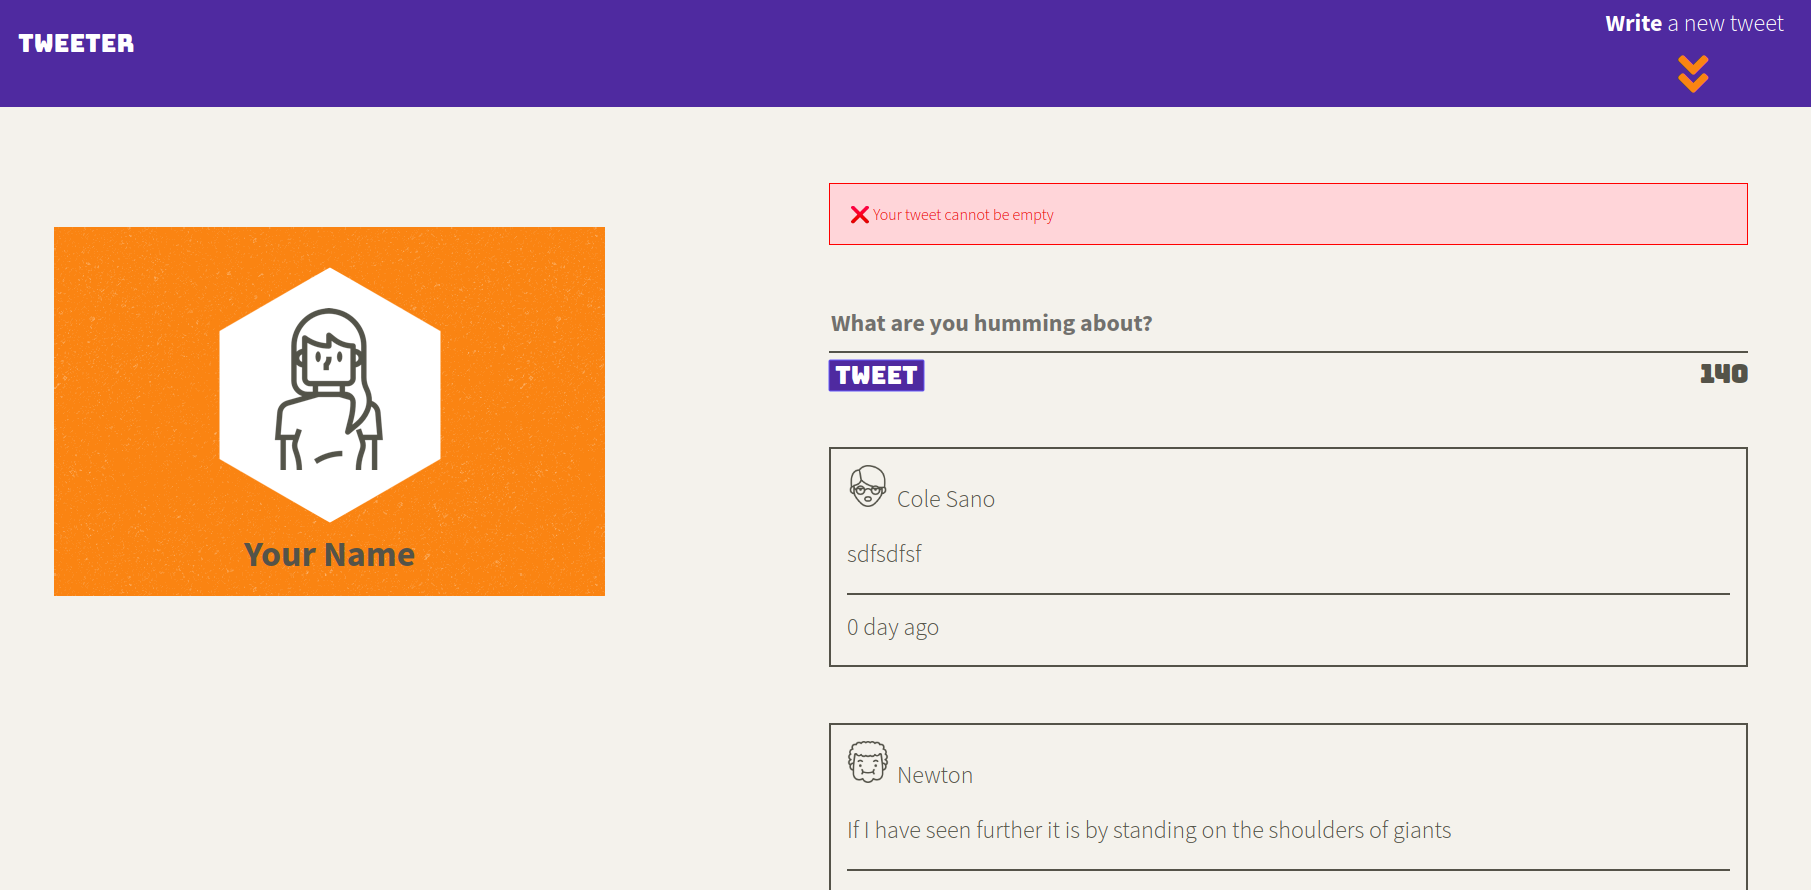 TWEETER
Write a new tweet
Your tweet cannot be empty
Your Name
What are you humming about?
TWEET
140
Cole Sano
sdfsdfsf
0 day ago
Newton
If I have seen further it is by standing on the shoulders of giants